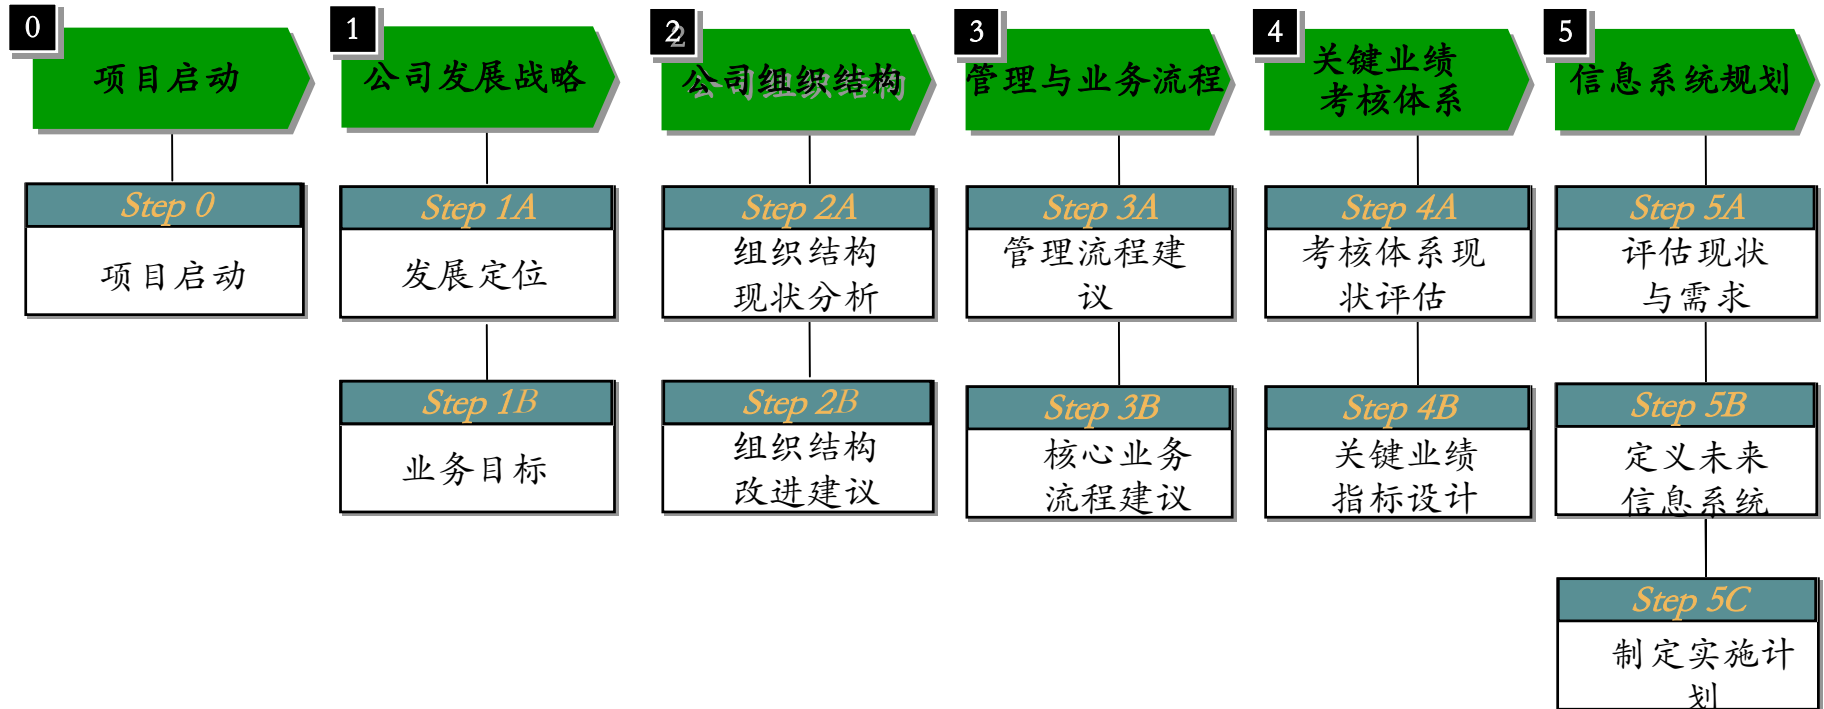 0
项目启动
1
公司发展战略
2
公司组织结构
3
管理与业务流程
4
关键业绩
考核体系
5
信息系统规划
Step 0
项目启动
Step 1A
发展定位
Step 1B
业务目标
Step 2A
组织结构
现状分析
Step 2B
组织结构
改进建议
Step 3A
管理流程建
议
Step 3B
核心业务
流程建议
Step 4A
考核体系现
状评估
Step 4B
关键业绩
指标设计
Step 5A
评估现状
与需求
Step 5B
定义未来
信息系统
Step 5C
制定实施计
划